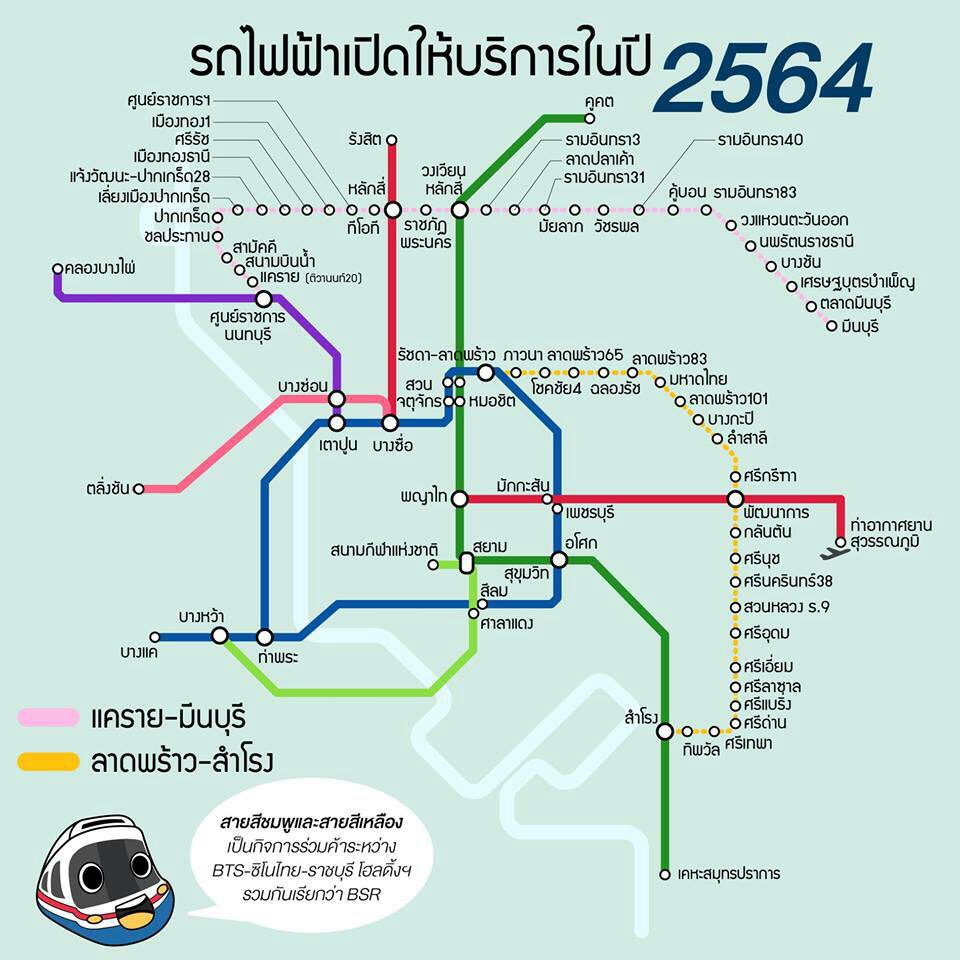 รถไฟฟ้าเปิดให้บริการในปี 2564
ศูนย์ราชการฯ
เมืองทอง1
ศรีรัช
เมืองทองธานี
แจ้งวัฒนะ-ปากเกร็ด28
เลี่ยงเมืองปากเกร็ด
ปากเกร็ด
ชลประทาน
สามัคคี
สนามบินน้ำ
แคราย (ติวานนท์20)
ศูนย์ราชการ
นนทบุรี
คลองบางไผ่
รังสิต
หลักสี่
ทีโอที
ราชภัฏ
พระนคร
วงเวียน
หลักสี่
คูคต
รามอินทรา3
ลาดปลาเค้า
รามอินทรา31
มัยลาภ
วัชรพล
รามอินทรา40
คู้บอน
รามอินทรา83
วงแหวนตะวันออก
นพรัตนราชธานี
บางชัน
เศรษฐบุตรบำเพ็ญ
ตลาดมีนบุรี
มีนบุรี
รัชดา-ลาดพร้าว
ภาวนา
ลาดพร้าว65
ลาดพร้าว83
โชคชัย4
ฉลองรัช
มหาดไทย
ลาดพร้าว101
บางกะปิ
ลำสาลี
ศรีกรีฑา
พัฒนาการ
กลันตัน
ศรีนุช
ศรีนครินทร์38
สวนหลวง ร.9
ศรีอุดม
ศรีเอี่ยม
ศรีลาซาล
ศรีแบริ่ง
ศรีด่าน
ศรีเทพา
ทิพวัล
สำโรง
เคหะสมุทรปราการ
สวน
จตุจักร
หมอชิต
บางซ่อน
เตาปูน
บางซื่อ
ตลิ่งชัน
พญาไท
มักกะสัน
เพชรบุรี
ท่าอากาศยาน
สุวรรณภูมิ
สนามกีฬาแห่งชาติ
สยาม
อโศก
สุขุมวิท
สีลม
ศาลาแดง
บางหว้า
บางแค
ท่าพระ
แคราย-มีนบุรี
ลาดพร้าว-สำโรง
สายสีชมพูและสายสีเหลือง
เป็นกิจการร่วมค้าระหว่าง
BTS-ซิโนไทย-ราชบุรี โฮลดิ้งฯ
รวมกันเรียกว่า BSR